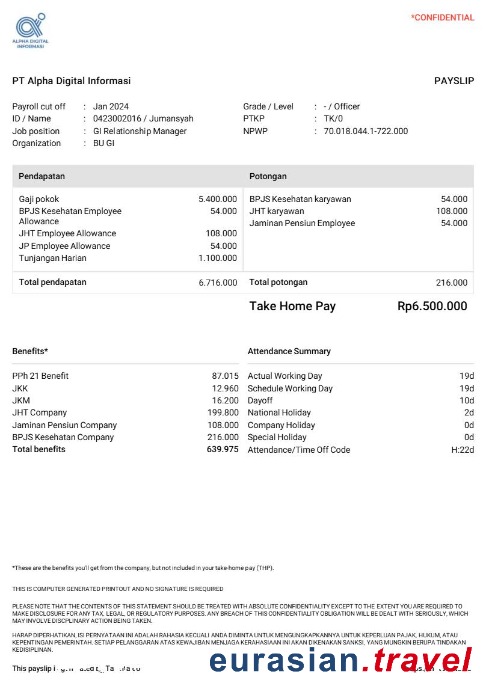 *CONFIDENTIAL
ALPHA DIGITAL
INFORMASI
PT Alpha Digital Informasi PAYSLIP
Payroll cut off : Jan 2024 Grade / Level : - / Officer
ID / Name : 0423002016 / Jumansyah PTKP : TK/0
Job position : GI Relationship Manager NPWP : 70.018.044.1-722.000
Organization : BU GI
Pendapatan Potongan
Gaji pokok 5.400.000 BPJS Kesehatan karyawan 54.000
BPJS Kesehatan Employee 54.000 JHT karyawan 108.000
Allowance Jaminan Pensiun Employee 54.000
JHT Employee Allowance 108.000
JP Employee Allowance 54.000
Tunjangan Harian 1.100.000
Total pendapatan 6.716.000 Total potongan 216.000
Take Home Pay Rp6.500.000
Benefits* Attendance Summary
PPh 21 Benefit 87.015 Actual Working Day 19d
JKK 12.960 Schedule Working Day 19d
JKM 16.200 Dayoff 10d
JHT Company 199.800 National Holiday 2d
Jaminan Pensiun Company 108.000 Company Holiday 0d
BPJS Kesehatan Company 216.000 Special Holiday 0d
Total benefits 639.975 Attendance/Time Off Code H:22d
*These are the benefits you'll get from the company, but not included in your take-home pay (THP).
THIS IS COMPUTER GENERATED PRINTOUT AND NO SIGNATURE IS REQUIRED
PLEASE NOTE THAT THE CONTENTS OF THIS STATEMENT SHOULD BE TREATED WITH ABSOLUTE CONFIDENTIALITY EXCEPT TO THE EXTENT YOU ARE REQUIRED TO
MAKE DISCLOSURE FOR ANY TAX, LEGAL, OR REGULATORY PURPOSES. ANY BREACH OF THIS CONFIDENTIALITY OBLIGATION WILL BE DEALT WITH SERIOUSLY, WHICH
MAY INVOLVE DISCIPLINARY ACTION BEING TAKEN.
HARAP DIPERHATIKAN, ISI PERNYATAAN INI ADALAH RAHASIA KECUALI ANDA DIMINTA UNTUK MENGUNGKAPKANNYA UNTUK KEPERLUAN PAJAK, HUKUM, ATAU
KEPENTINGAN PEMERINTAH. SETIAP PELANGGARAN ATAS KEWAJIBAN MENJAGA KERAHASIAAN INI AKAN DIKENAKAN SANKSI, YANG MUNGKIN BERUPA TINDAKAN
KEDISIPLINAN.
This payslip
eurasian.travel